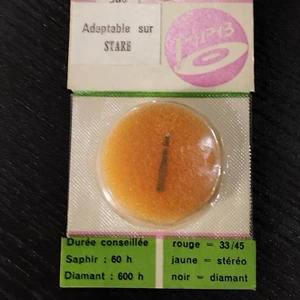 Adaptable sur
STARE
Durée conseillée
Saphir : 60 h
Diamant : 600 h
rouge = 33/45
jaune = stéréo
noir = diamant